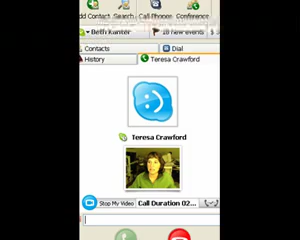 dd Contact Search Call Phones Conference
Beth Kanter 18 new events $
Contacts Dial
History Teresa Crawford
Teresa Crawford
Stop My Video Call Duration 02...